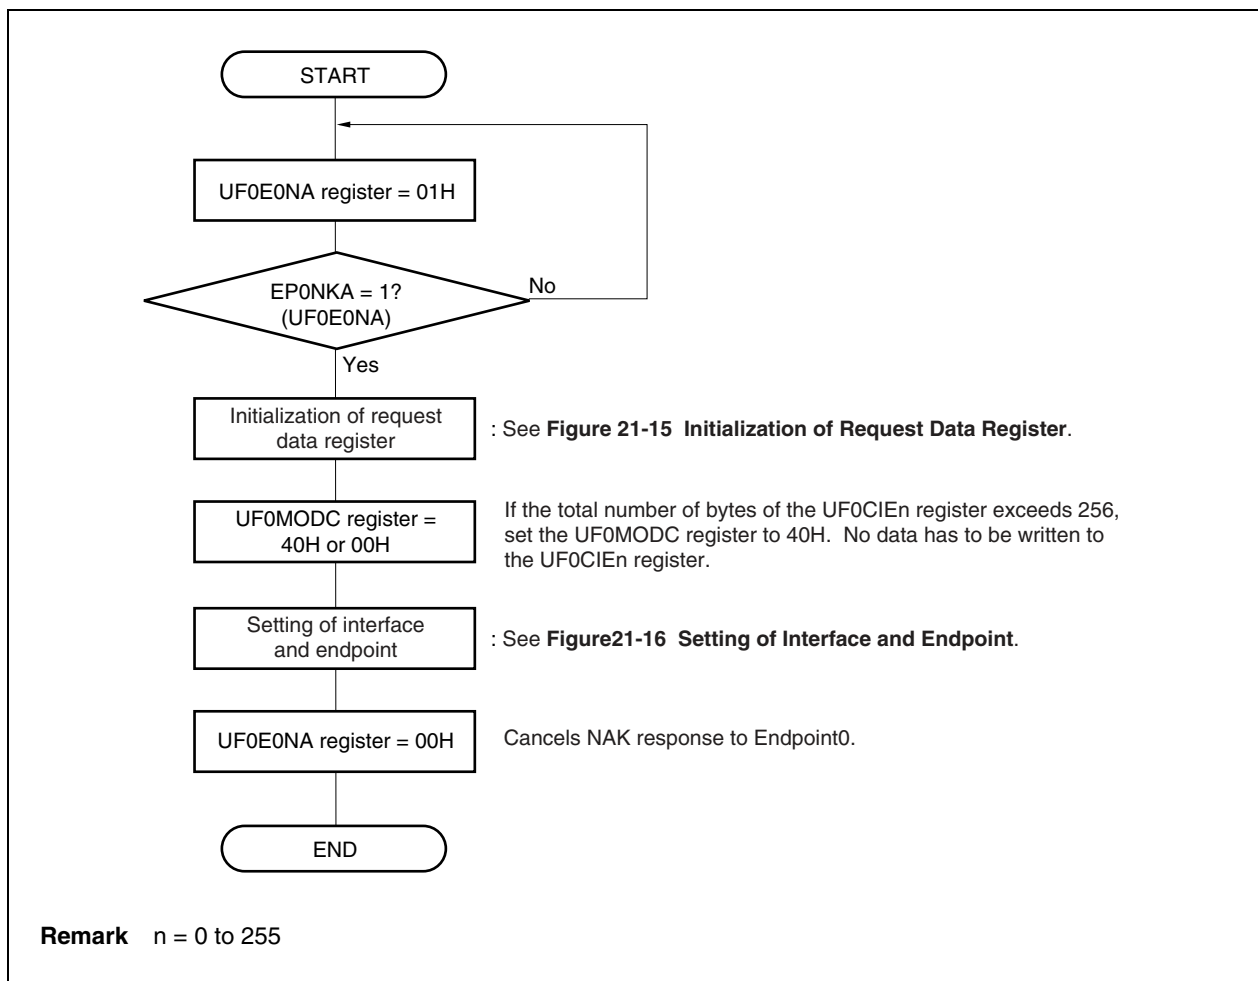 START
UF0E0NA register = 01H
EP0NKA = 1?
(UF0E0NA)
No
Yes
Initialization of request
data register
: See Figure 21-15 Initialization of Request Data Register.
UF0MODC register =
40H or 00H
If the total number of bytes of the UF0CIEn register exceeds 256,
set the UF0MODC register to 40H. No data has to be written to
the UF0CIEn register.
Setting of interface
and endpoint
: See Figure21-16 Setting of Interface and Endpoint.
UF0E0NA register = 00H
Cancels NAK response to Endpoint0.
END
Remark n = 0 to 255